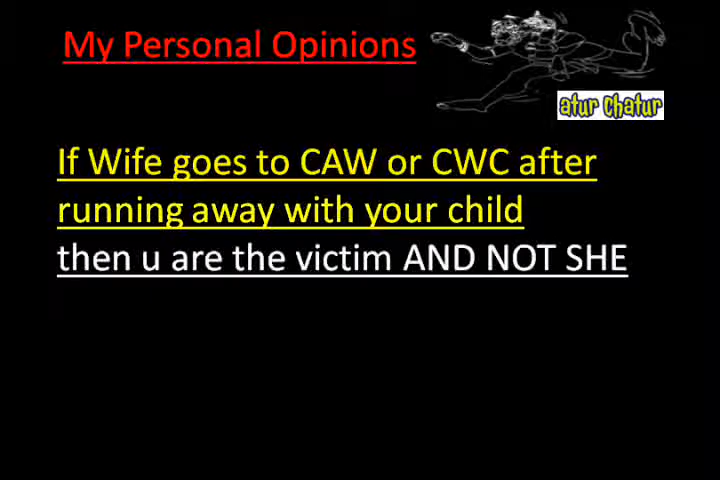 My Personal Opinions
atur chatur
If Wife goes to CAW or CWC after
running away with your child
then u are the victim AND NOT SHE